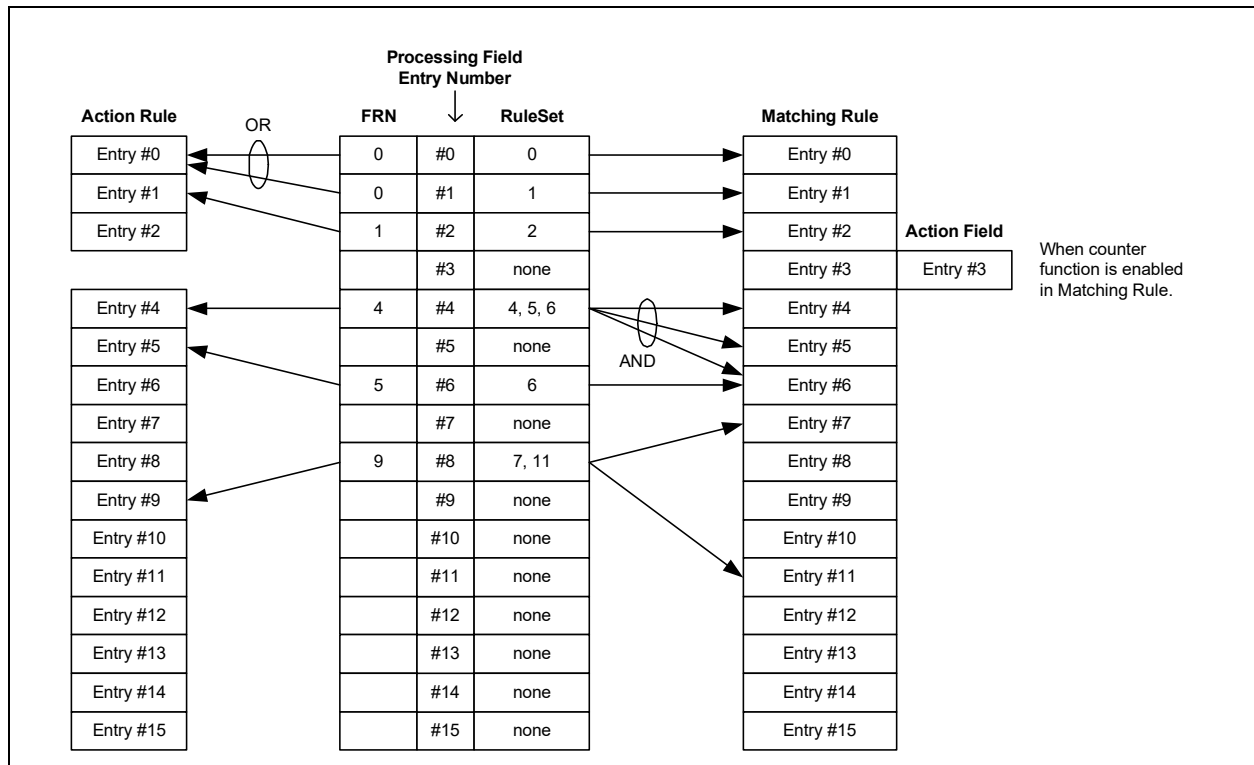 Processing Field
Entry Number
Action Rule
OR
FRN
RuleSet
Matching Rule
Entry #0 0 #0 0 Entry #0
Entry #1 0 #1 1 Entry #1
Entry #2 1 #2 2 Entry #2 Action Field
#3 none Entry #3 Entry #3
When counter
function is enabled
in Matching Rule.
Entry #4 4 #4 4, 5, 6 Entry #4
Entry #5 #5 none Entry #5
AND
Entry #6 5 #6 6 Entry #6
Entry #7 #7 none Entry #7
Entry #8 9 #8 7, 11 Entry #8
Entry #9 #9 none Entry #9
Entry #10 #10 none Entry #10
Entry #11 #11 none Entry #11
Entry #12 #12 none Entry #12
Entry #13 #13 none Entry #13
Entry #14 #14 none Entry #14
Entry #15 #15 none Entry #15